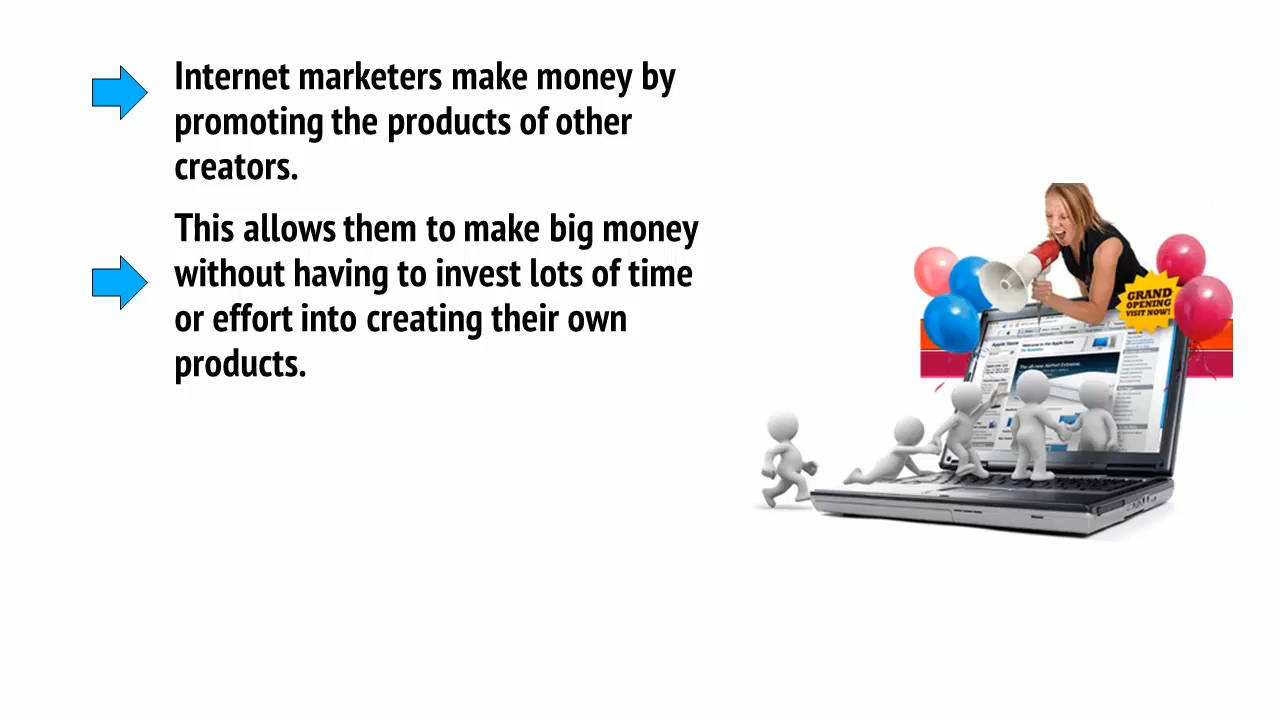 Internet marketers make money by
promoting the products of other
creators.
This allows them to make big money
without having to invest lots of time
or effort into creating their own
products.
GRAND
OPENING
VISIT NOW!